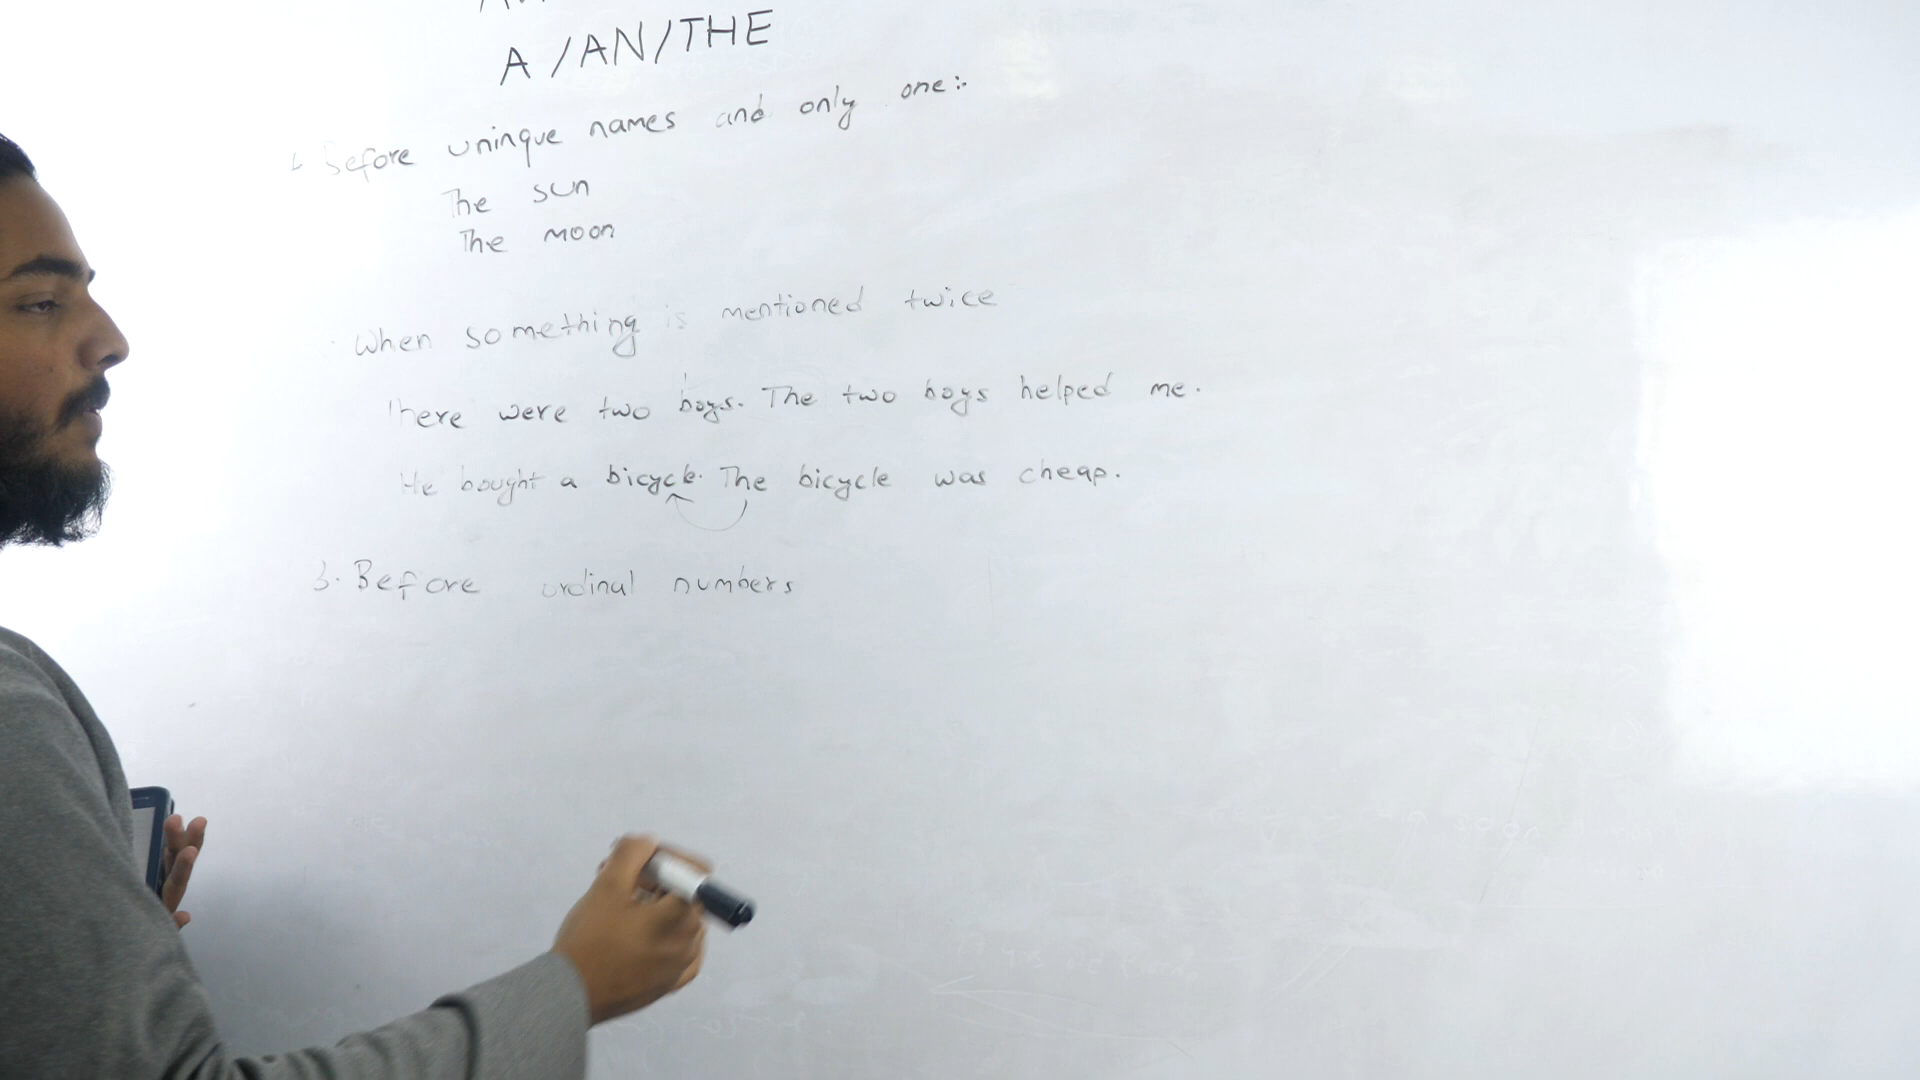 A/AN/THE
Before uninque names and only one:-
The sun
The moon
When something is mentioned twice
There were two boys. The two boys helped me.
He bought a bicycle. The bicycle was cheap.
3. Before ordinal numbers